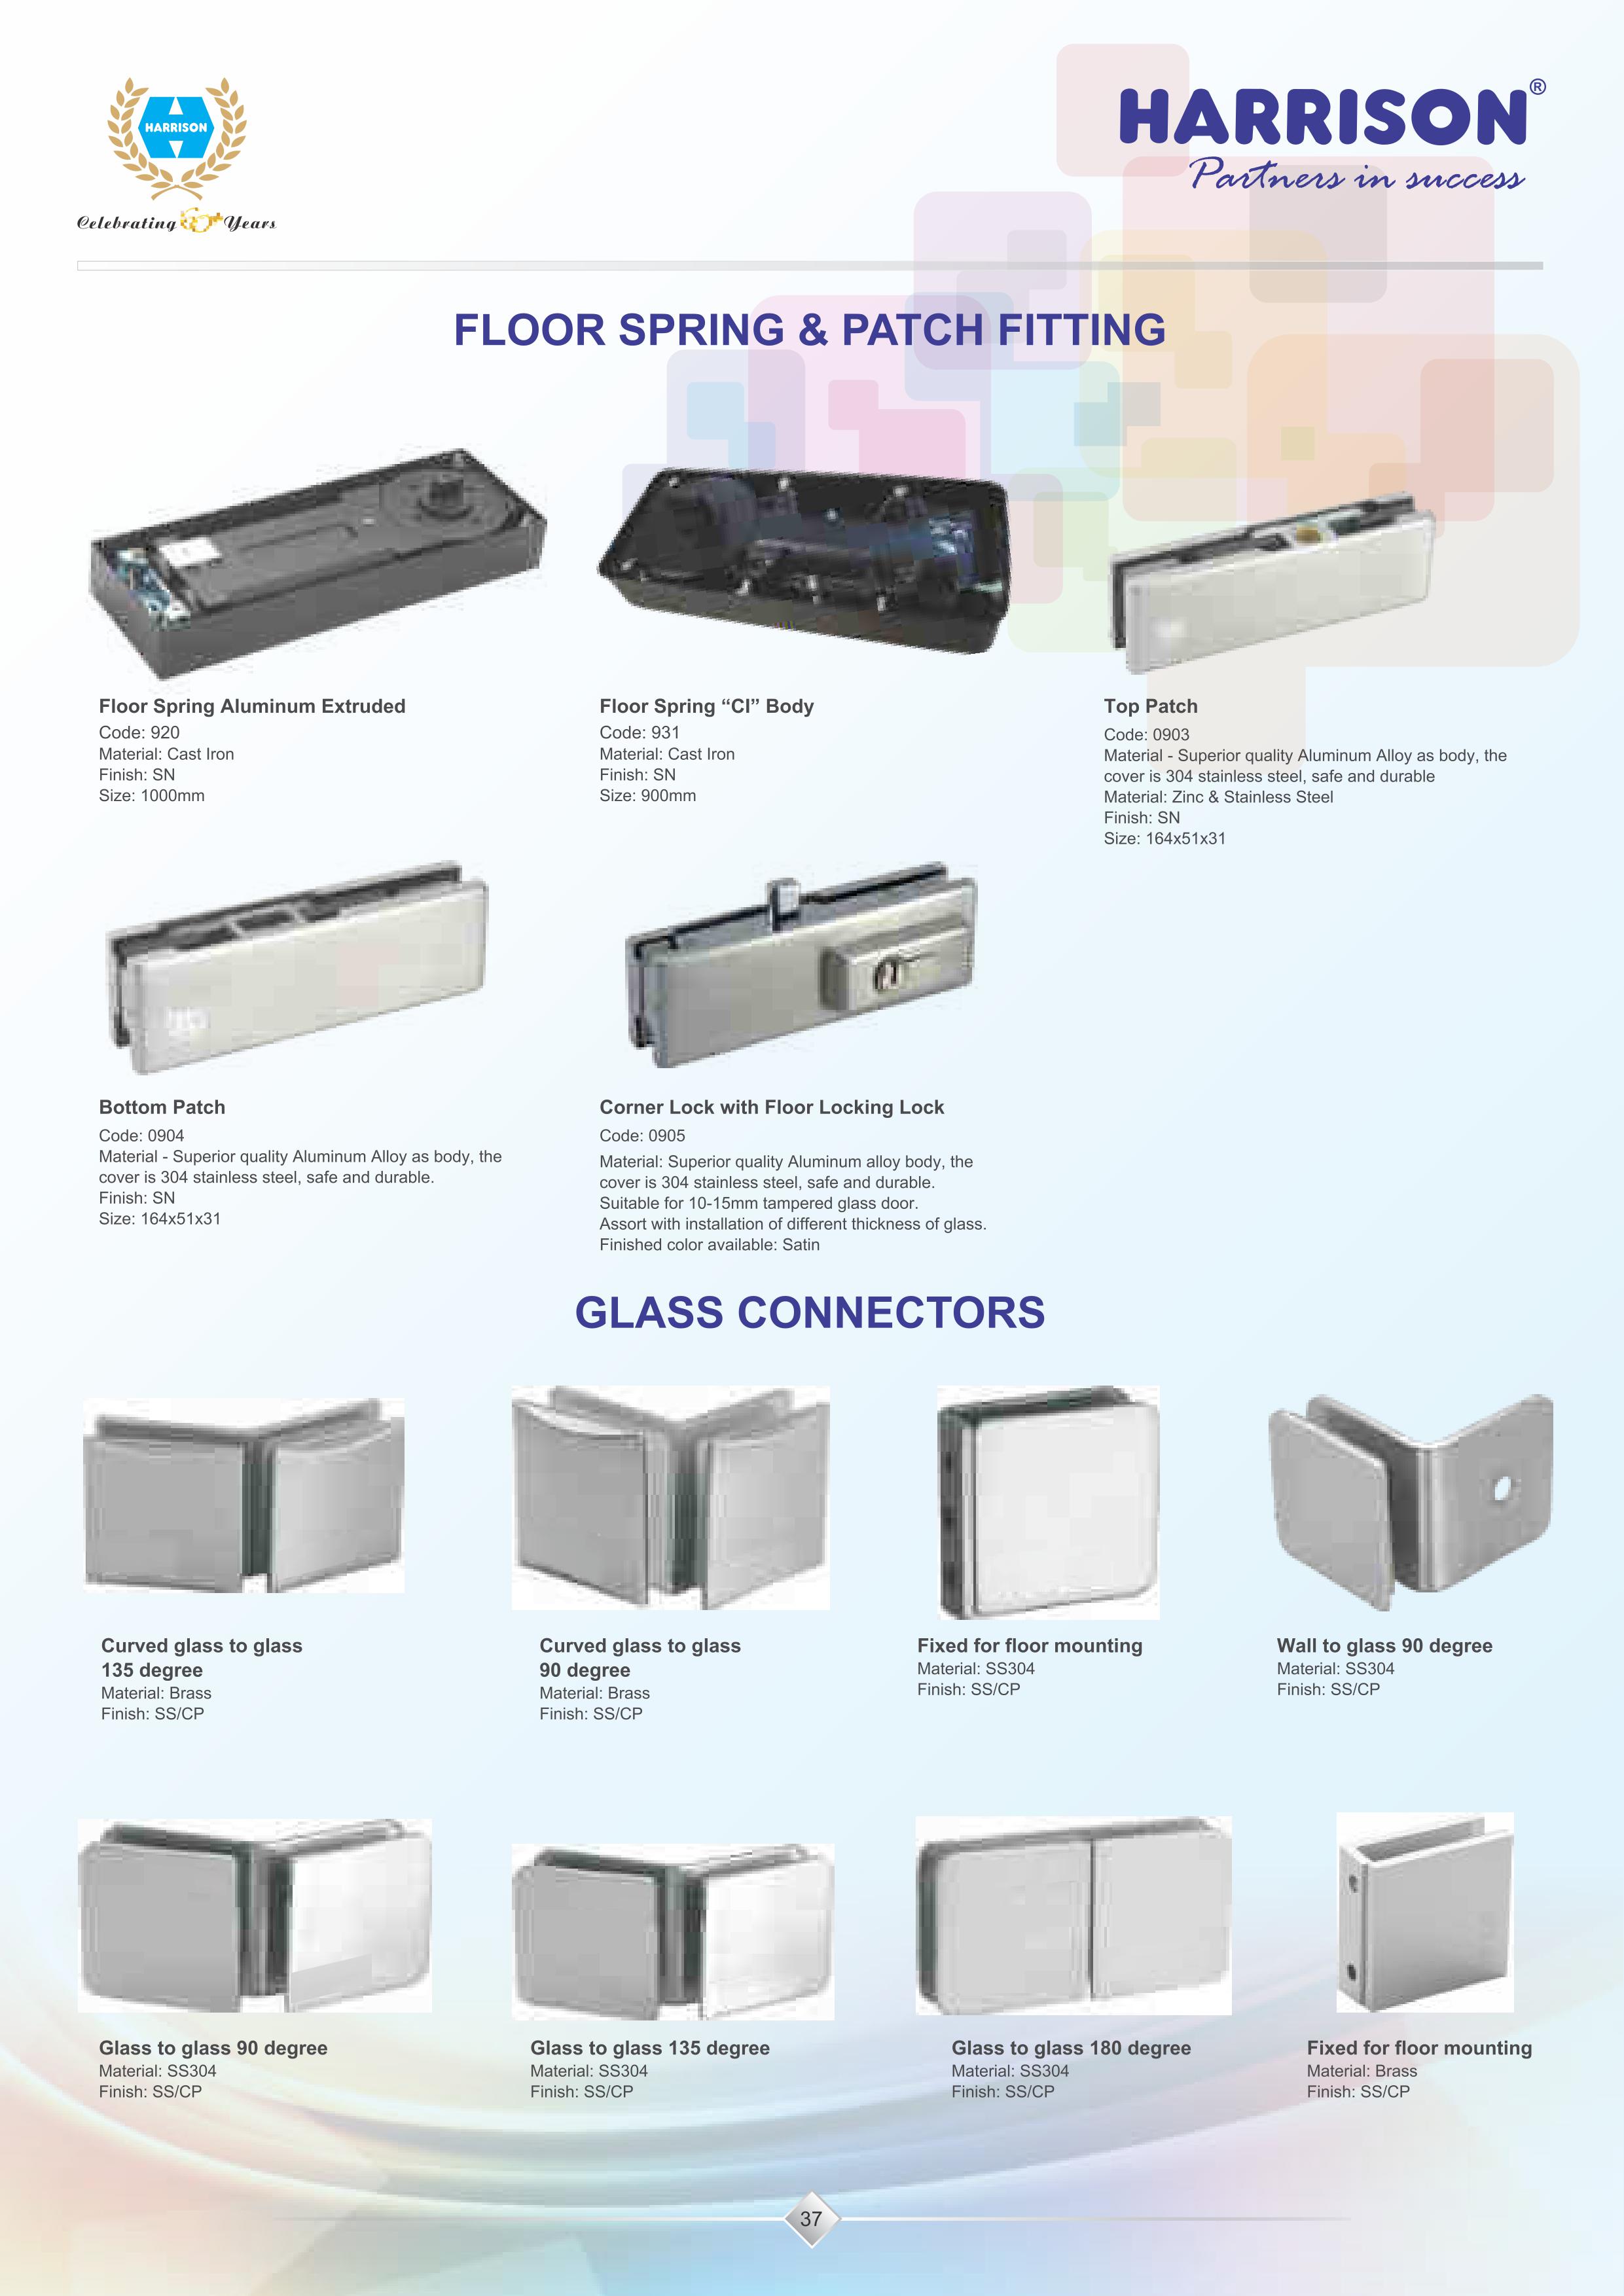 HARRISON
Celebrating 60+ Years
HARRISON®
Partners in success
FLOOR SPRING & PATCH FITTING
Floor Spring Aluminum Extruded
Code: 920
Material: Cast Iron
Finish: SN
Size: 1000mm
Floor Spring “CI” Body
Code: 931
Material: Cast Iron
Finish: SN
Size: 900mm
Top Patch
Code: 0903
Material - Superior quality Aluminum Alloy as body, the
cover is 304 stainless steel, safe and durable
Material: Zinc & Stainless Steel
Finish: SN
Size: 164x51x31
Bottom Patch
Code: 0904
Material - Superior quality Aluminum Alloy as body, the
cover is 304 stainless steel, safe and durable.
Finish: SN
Size: 164x51x31
Corner Lock with Floor Locking Lock
Code: 0905
Material: Superior quality Aluminum alloy body, the
cover is 304 stainless steel, safe and durable.
Suitable for 10-15mm tampered glass door.
Assort with installation of different thickness of glass.
Finished color available: Satin
GLASS CONNECTORS
Curved glass to glass
135 degree
Material: Brass
Finish: SS/CP
Curved glass to glass
90 degree
Material: Brass
Finish: SS/CP
Fixed for floor mounting
Material: SS304
Finish: SS/CP
Wall to glass 90 degree
Material: SS304
Finish: SS/CP
Glass to glass 90 degree
Material: SS304
Finish: SS/CP
Glass to glass 135 degree
Material: SS304
Finish: SS/CP
Glass to glass 180 degree
Material: SS304
Finish: SS/CP
Fixed for floor mounting
Material: Brass
Finish: SS/CP
37